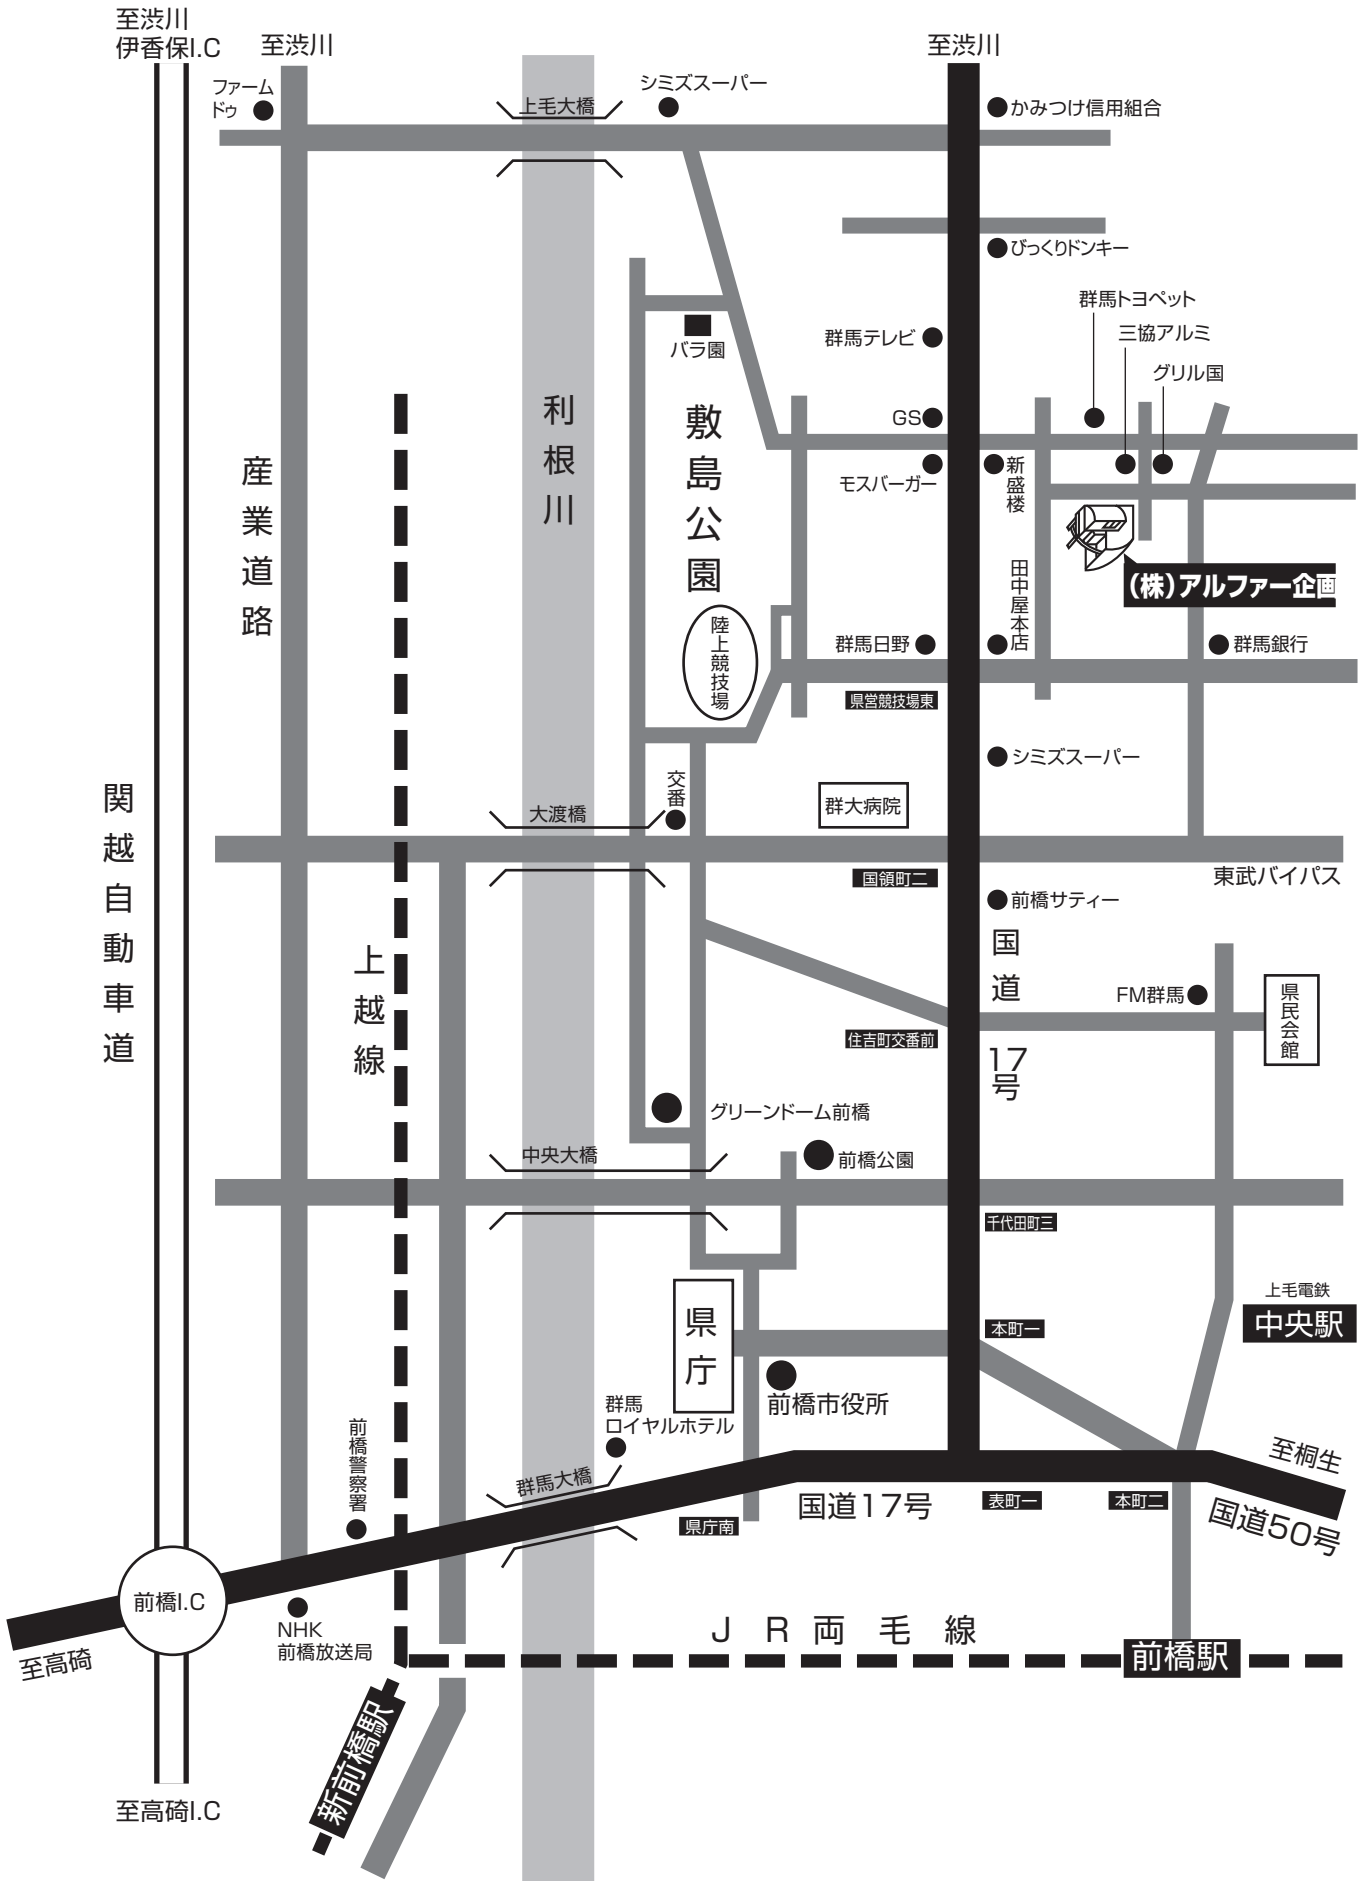 至渋川
伊香保I.C
至渋川
至渋川
ファーム
ドゥ
上毛大橋
シミズスーパー
かみつけ信用組合
びっくりドンキー
群馬トヨペット
三協アルミ
グリル国
群馬テレビ
バラ園
GS
モスバーガー
新盛楼
利根川
敷島公園
産業道路
(株)アルファー企画
田中屋本店
陸上競技場
群馬日野
群馬銀行
県営競技場東
シミズスーパー
交番
群大病院
大渡橋
関越自動車道
国領町二
東武バイパス
前橋サティー
上越線
国道
17
号
FM群馬
県民会館
住吉町交番前
グリーンドーム前橋
中央大橋
前橋公園
千代田町三
上毛電鉄
中央駅
県庁
本町一
前橋市役所
群馬
ロイヤルホテル
前橋警察署
群馬大橋
至桐生
国道17号
表町一
本町二
国道50号
県庁南
前橋I.C
至高碕
NHK
前橋放送局
JR両毛線
前橋駅
新前橋駅
至高碕I.C